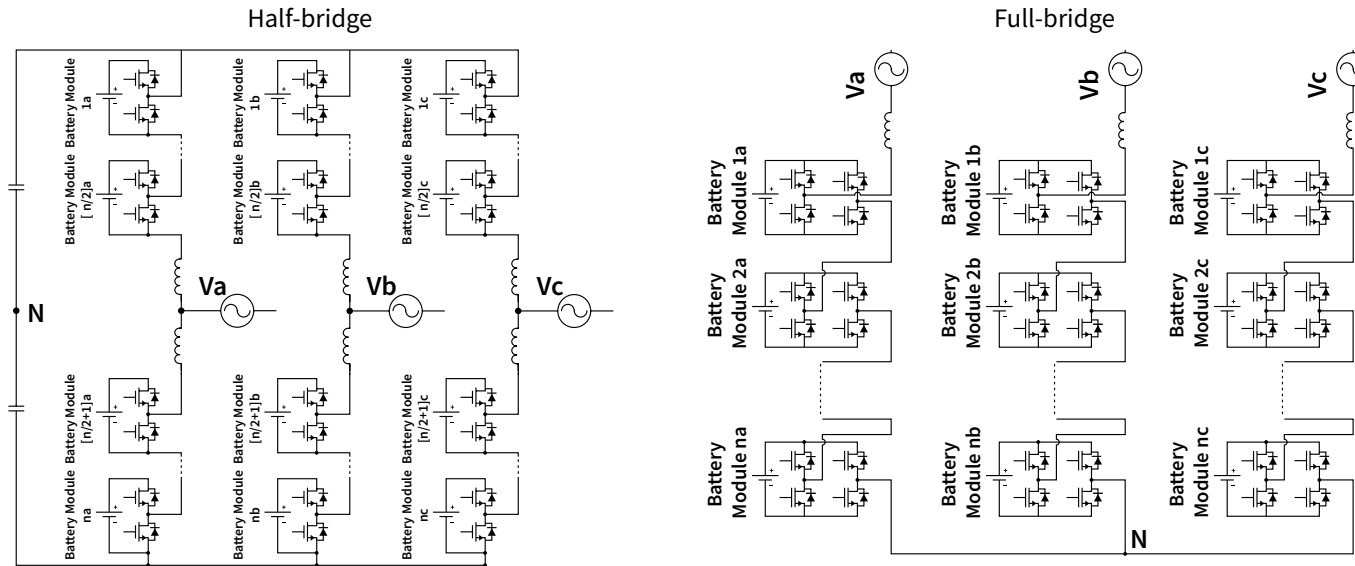 Half-bridge
Battery Module
1a
Battery Module
1b
Battery Module
1c
Battery Module
[n/2]a
Battery Module
[n/2]b
Battery Module
[n/2]c
Va
Vb
Vc
N
Battery Module
[n/2+1]a
Battery Module
[n/2+1]b
Battery Module
[n/2+1]c
Battery Module
na
Battery Module
nb
Battery Module
nc
Full-bridge
Va
Vb
Vc
Battery
Module 1a
Battery
Module 1b
Battery
Module 1c
Battery
Module 2a
Battery
Module 2b
Battery
Module 2c
Battery
Module na
Battery
Module nb
Battery
Module nc
N